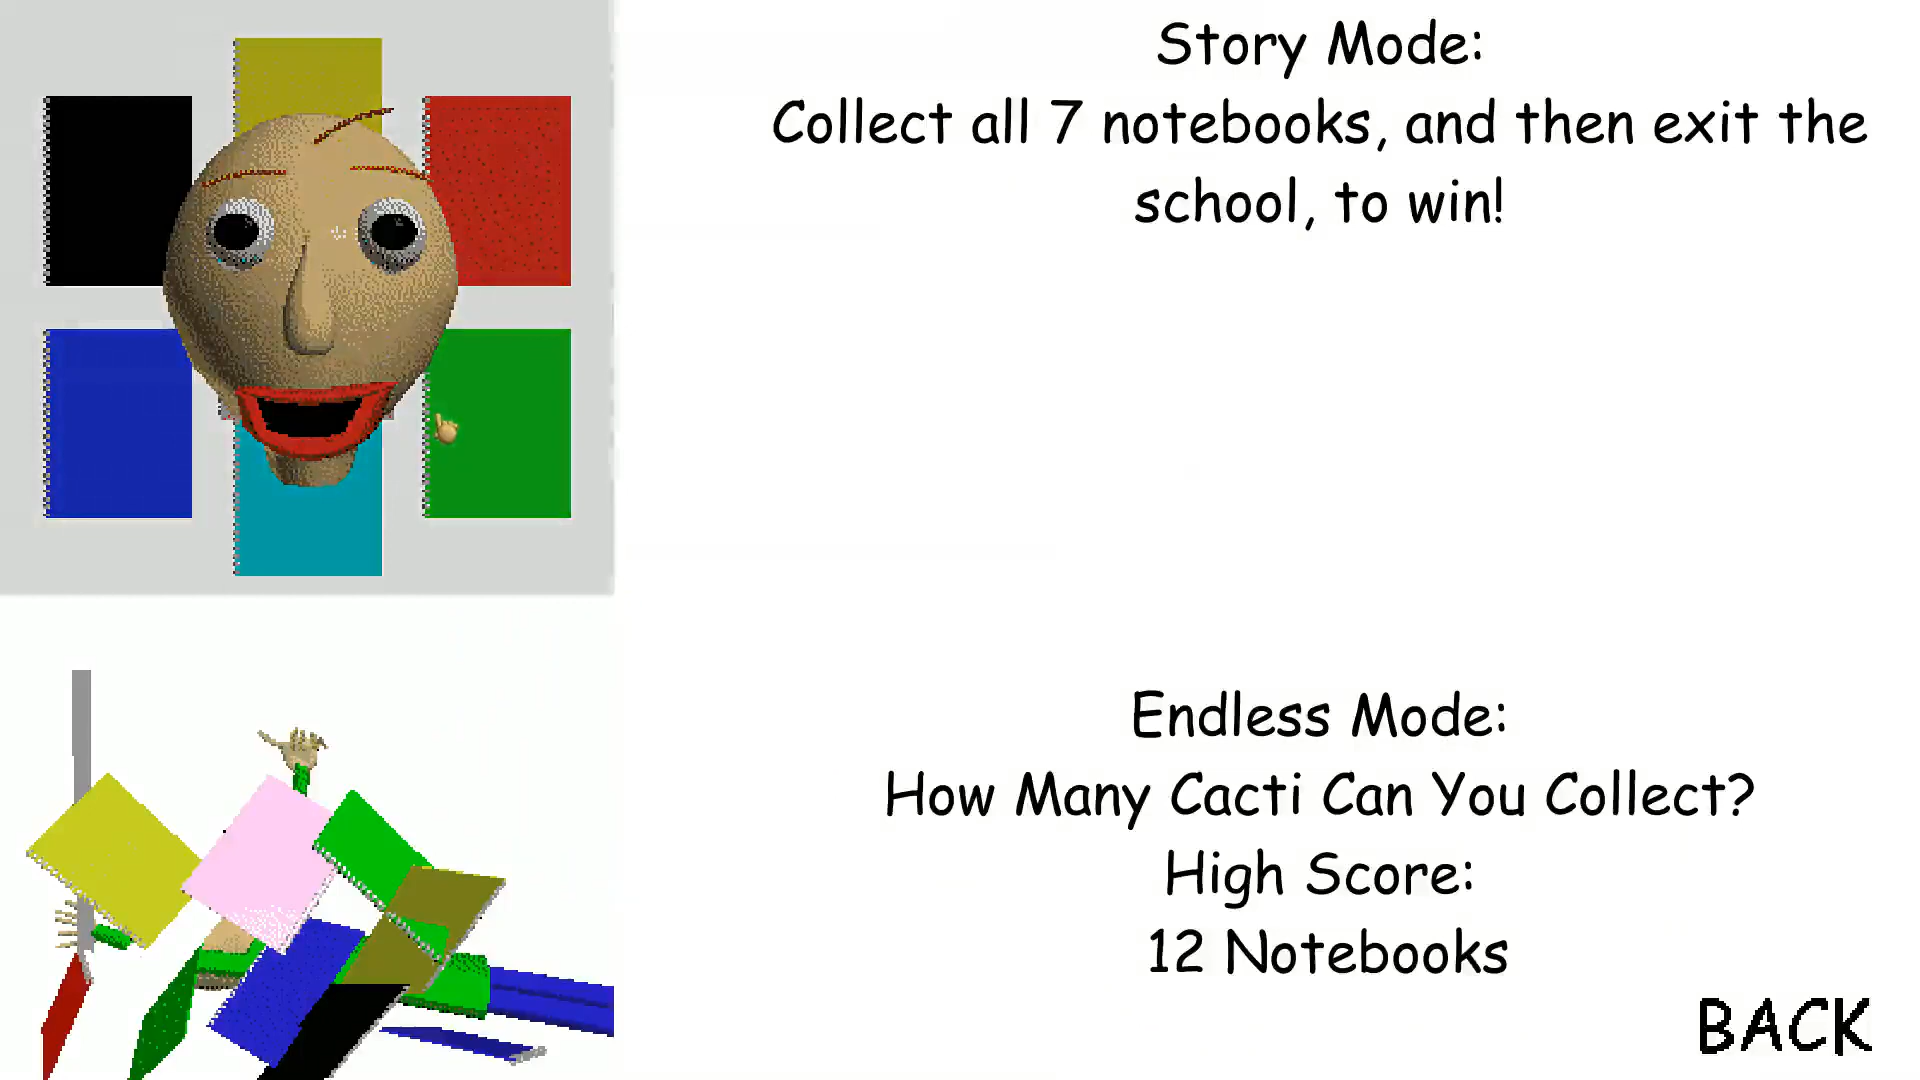 Story Mode:
Collect all 7 notebooks, and then exit the
school, to win!
Endless Mode:
How Many Cacti Can You Collect?
High Score:
12 Notebooks
BACK